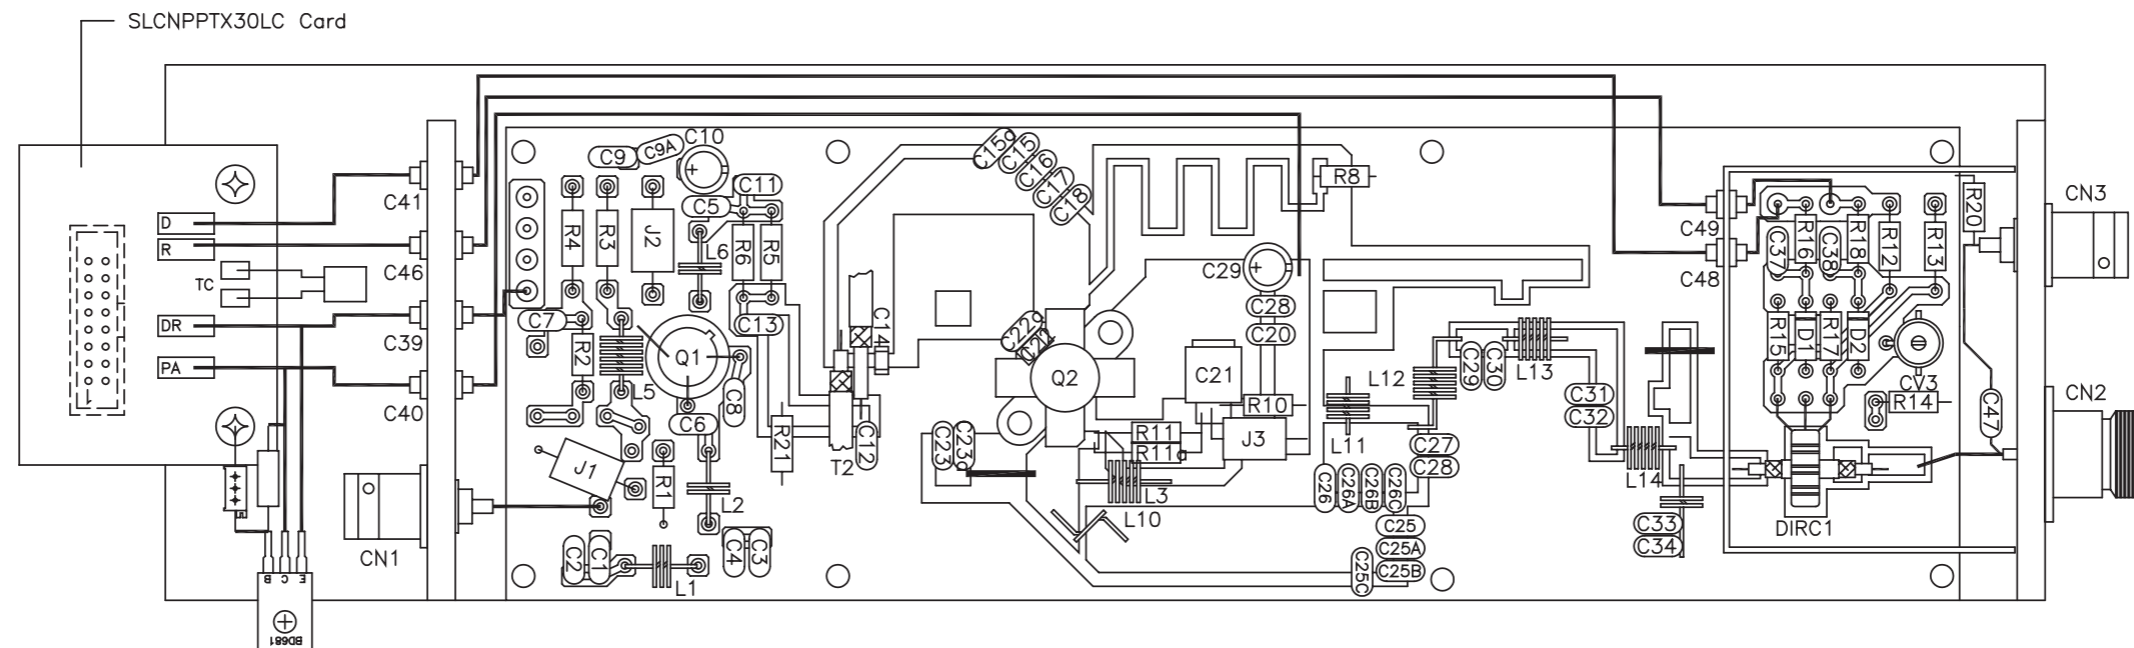 SLCNPPTX30LC Card
D
R
TC
DR
PA
1
B
C
E
BD681
C41
C46
C39
C40
CN1
C9
C9A
C10
C11
C5
R4
R3
J2
L6
R6
R5
C7
C13
R2
Q1
L5
C8
C6
J1
R1
L2
R21
C2
C1
L1
C4
C3
C14
T2
C12
C15a
C15
C16
C17
C18
R8
C29
C28
C20
C22a
C22
Q2
C21
R10
R11
R11a
J3
C23
C23a
L3
L10
L11
L12
C29
C30
L13
C31
C32
C27
C28
C26
C26A
C26B
C26C
C25
C25A
C25B
C25C
L14
C33
C34
C49
C48
C37
R16
C38
R18
R12
R13
R20
R15
D1
R17
D2
CV3
R14
C47
DIRC1
CN3
CN2